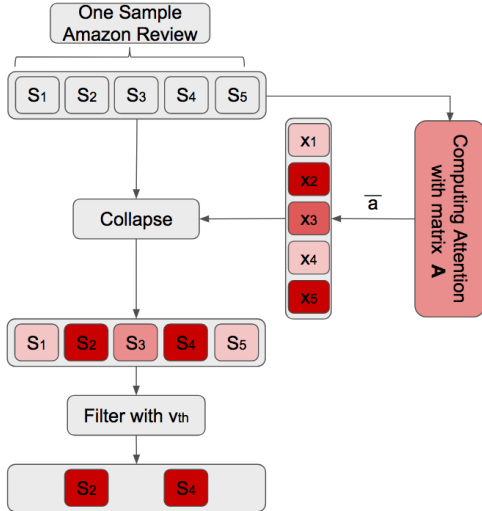 One Sample
Amazon Review
S1 S2 S3 S4 S5
Computing Attention
with matrix A
x1
x2
x3
x4
x5
a
Collapse
S1 S2 S3 S4 S5
Filter with vth
S2 S4